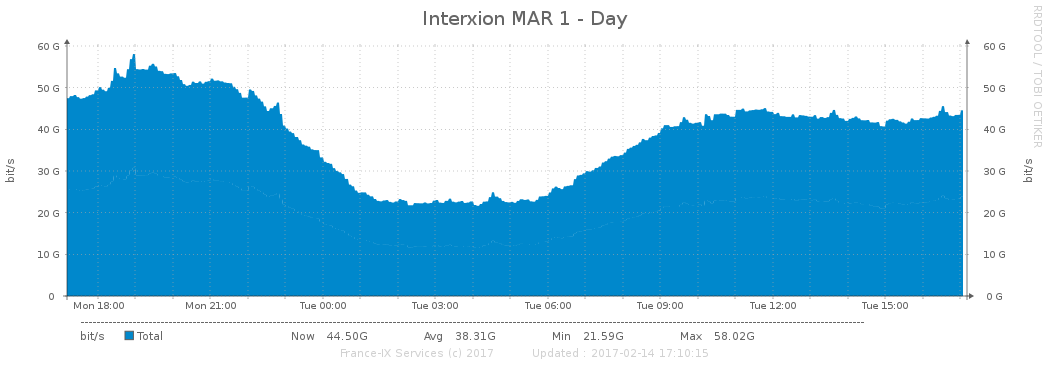 Interxion MAR 1 - Day
RRDTOOL / TOBI OETIKER
60 G 60 G
50 G 50 G
40 G 40 G
30 G 30 G
20 G 20 G
10 G 10 G
0 0 G
bit/s bit/s
Mon 18:00 Mon 21:00 Tue 00:00 Tue 03:00 Tue 06:00 Tue 09:00 Tue 12:00 Tue 15:00
bit/s Total Now 44.50G Avg 38.31G Min 21.59G Max 58.02G
France-IX Services (c) 2017 Updated : 2017-02-14 17:10:15